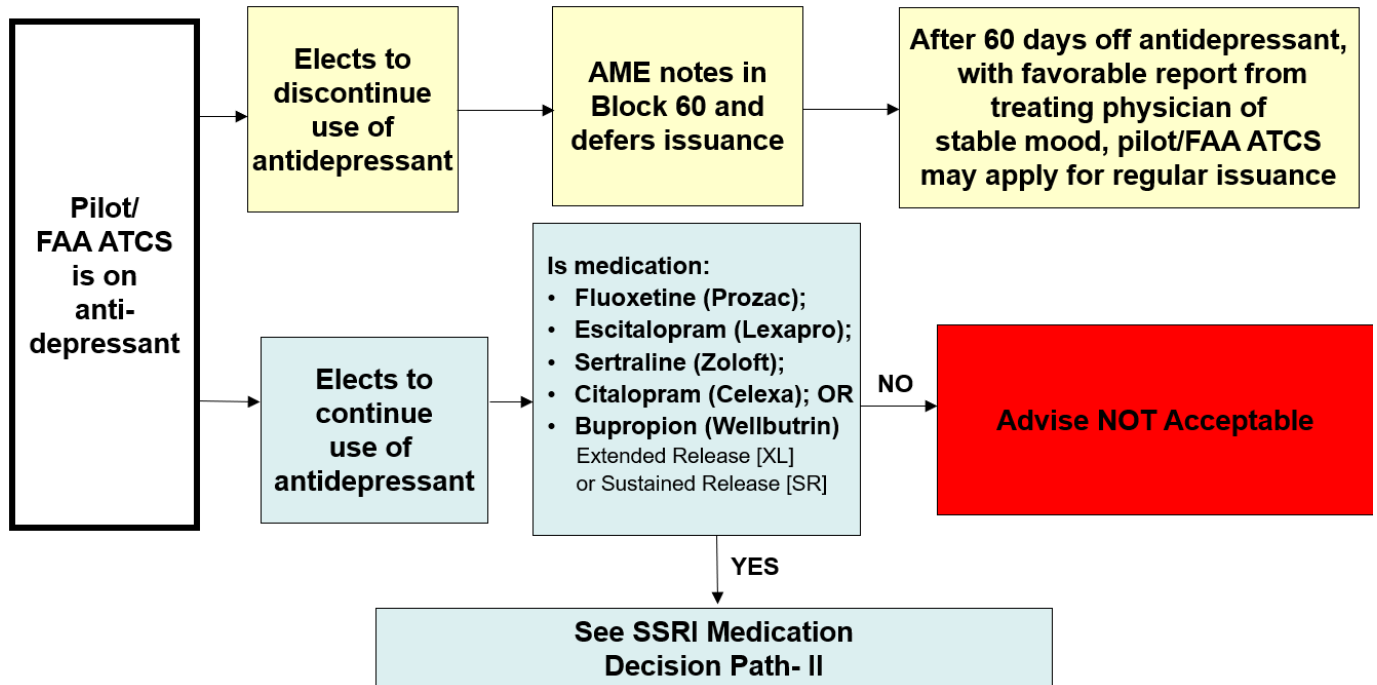 Pilot/
FAA ATCS
is on
anti-
depressant
Elects to
discontinue
use of
antidepressant
AME notes in
Block 60 and
defers issuance
After 60 days off antidepressant,
with favorable report from
treating physician of
stable mood, pilot/FAA ATCS
may apply for regular issuance
Elects to
continue
use of
antidepressant
Is medication:
• Fluoxetine (Prozac);
• Escitalopram (Lexapro);
• Sertraline (Zoloft);
• Citalopram (Celexa); OR
• Bupropion (Wellbutrin)
Extended Release [XL]
or Sustained Release [SR]
NO
Advise NOT Acceptable
YES
See SSRI Medication
Decision Path- II